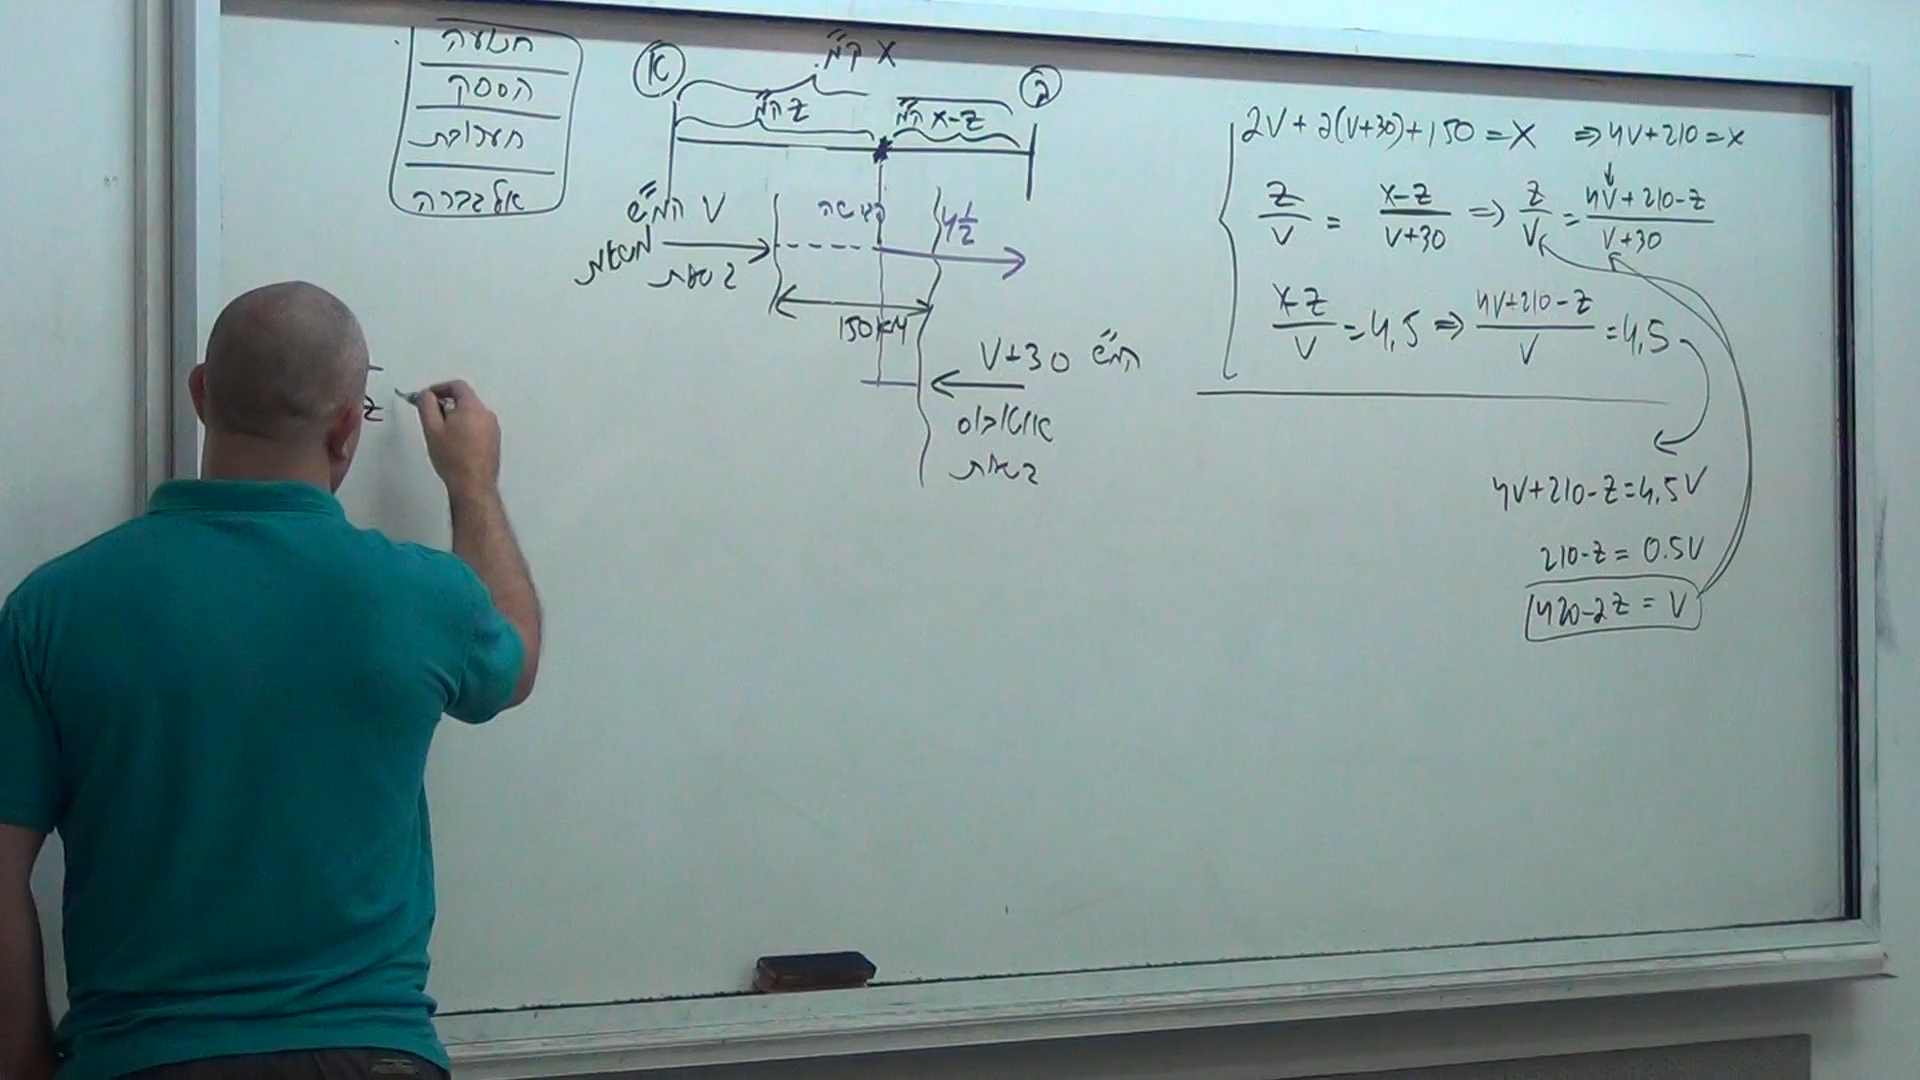 תנועה
הספק
תערובת
אלגברה
א
X ק"מ
ב
Z ק"מ
X-Z ק"מ
V קמ"ש
משאית
2 שעות
פגישה
4 1/2
150 ק"מ
V+30 קמ"ש
אוטובוס
2 שעות
2V + 2(V+30) + 150 = X ⇒ 4V+210 = X
Z/V = X-Z/V+30 ⇒ Z/V = 4V+210-Z/V+30
X-Z/V = 4,5 ⇒ 4V+210-Z/V = 4,5
4V+210-Z=4,5V
210-Z = 0.5V
420-2Z = V
Z